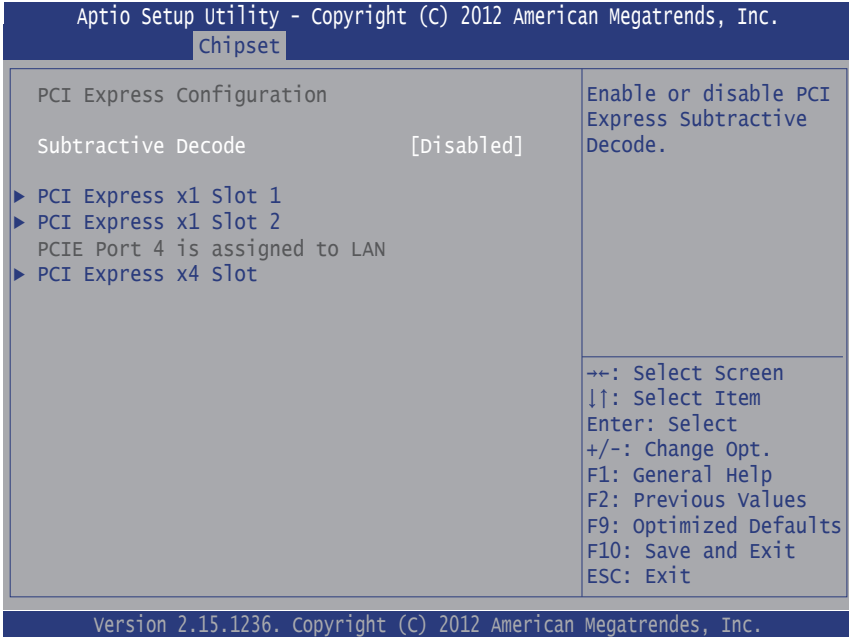 Aptio Setup Utility - Copyright (C) 2012 American Megatrends, Inc.
Chipset
PCI Express Configuration
Subtractive Decode [Disabled]
▶ PCI Express x1 Slot 1
▶ PCI Express x1 Slot 2
PCIE Port 4 is assigned to LAN
▶ PCI Express x4 Slot
Enable or disable PCI
Express Subtractive
Decode.
→←: Select Screen
↓↑: Select Item
Enter: Select
+/-: Change Opt.
F1: General Help
F2: Previous Values
F9: Optimized Defaults
F10: Save and Exit
ESC: Exit
Version 2.15.1236. Copyright (C) 2012 American Megatrendes, Inc.